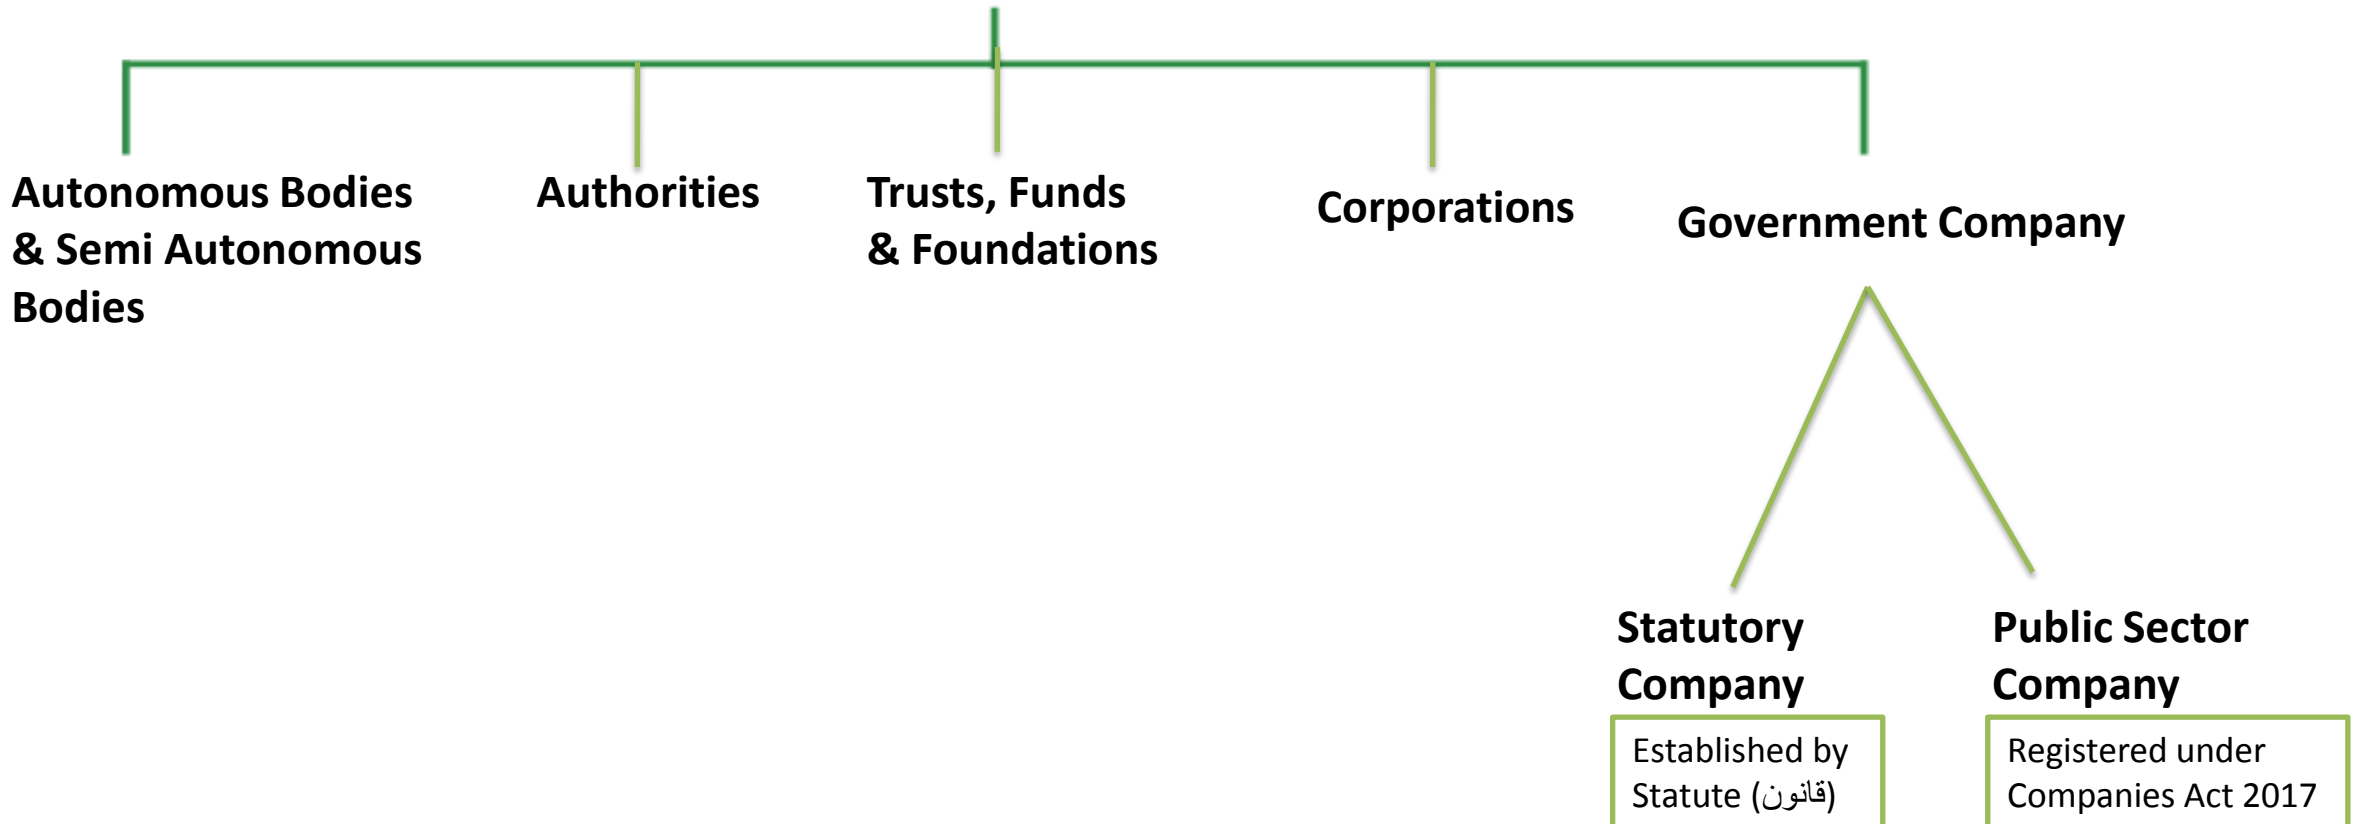 Autonomous Bodies
& Semi Autonomous
Bodies
Authorities
Trusts, Funds
& Foundations
Corporations
Government Company
Statutory
Company
Established by
Statute (قانون)
Public Sector
Company
Registered under
Companies Act 2017